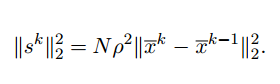 ‖s^k‖_2^2 = Nρ^2‖x̄^k − x̄^{k−1}‖_2^2.